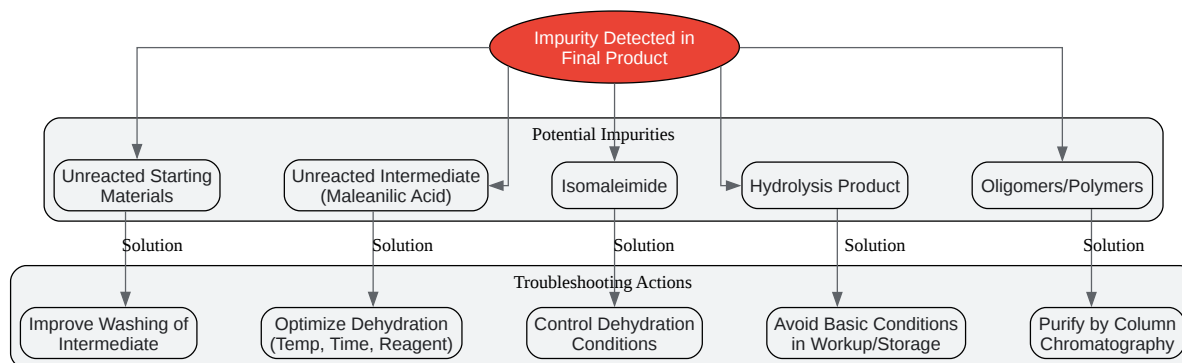 Impurity Detected in
Final Product
Potential Impurities
Unreacted Starting
Materials
Unreacted Intermediate
(Maleanilic Acid)
Isomaleimide
Hydrolysis Product
Oligomers/Polymers
Solution
Solution
Solution
Solution
Solution
Troubleshooting Actions
Improve Washing of
Intermediate
Optimize Dehydration
(Temp, Time, Reagent)
Control Dehydration
Conditions
Avoid Basic Conditions
in Workup/Storage
Purify by Column
Chromatography